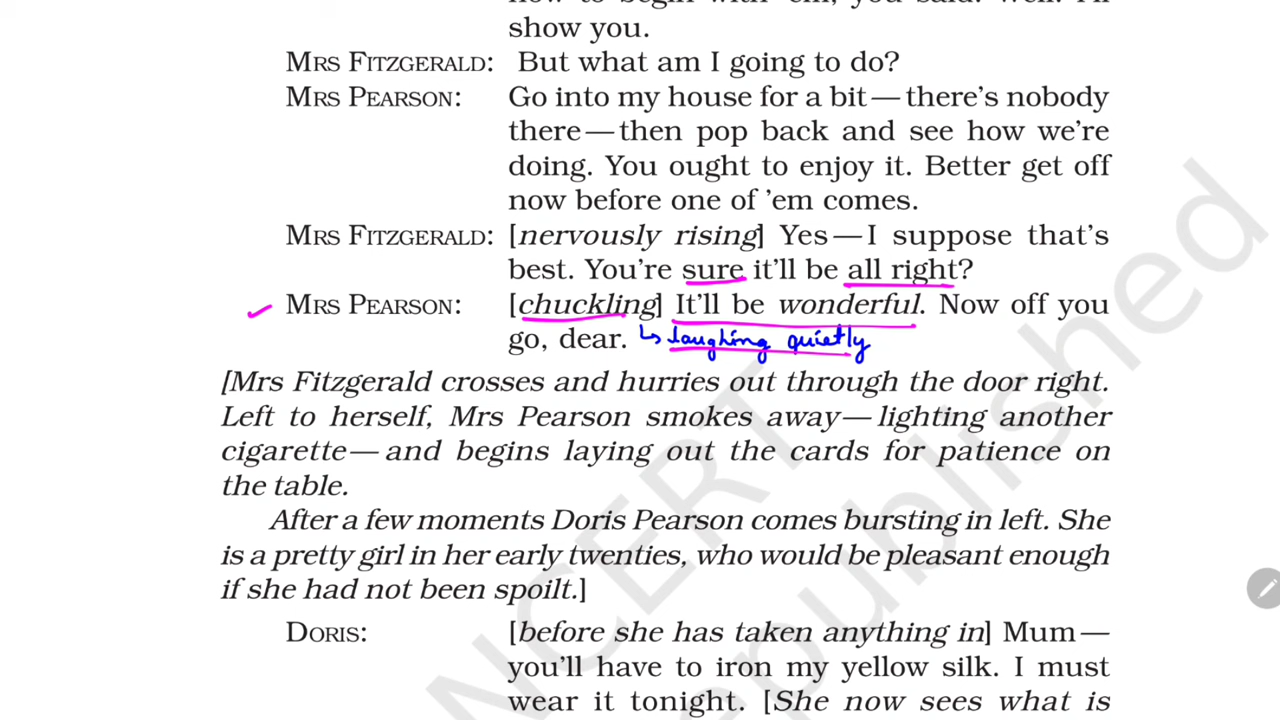 show you.
MRS FITZGERALD: But what am I going to do?
MRS PEARSON: Go into my house for a bit—there's nobody
there—then pop back and see how we're
doing. You ought to enjoy it. Better get off
now before one of 'em comes.
MRS FITZGERALD: [nervously rising] Yes—I suppose that's
best. You're sure it'll be all right?
MRS PEARSON: [chuckling] It'll be wonderful. Now off you
go, dear. ↳ laughing quietly
[Mrs Fitzgerald crosses and hurries out through the door right.
Left to herself, Mrs Pearson smokes away—lighting another
cigarette—and begins laying out the cards for patience on
the table.
After a few moments Doris Pearson comes bursting in left. She
is a pretty girl in her early twenties, who would be pleasant enough
if she had not been spoilt.]
DORIS: [before she has taken anything in] Mum—
you'll have to iron my yellow silk. I must
wear it tonight. [She now sees what is
NCERT
republished